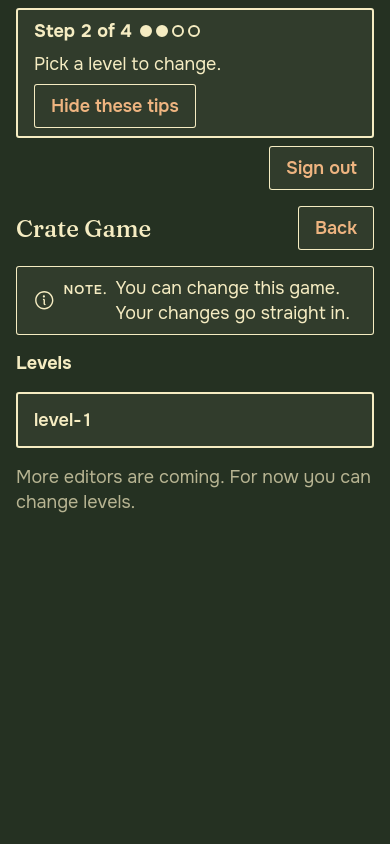 Step 2 of 4
Pick a level to change.
Hide these tips
Sign out
Crate Game
Back
NOTE. You can change this game.
Your changes go straight in.
Levels
level-1
More editors are coming. For now you can
change levels.